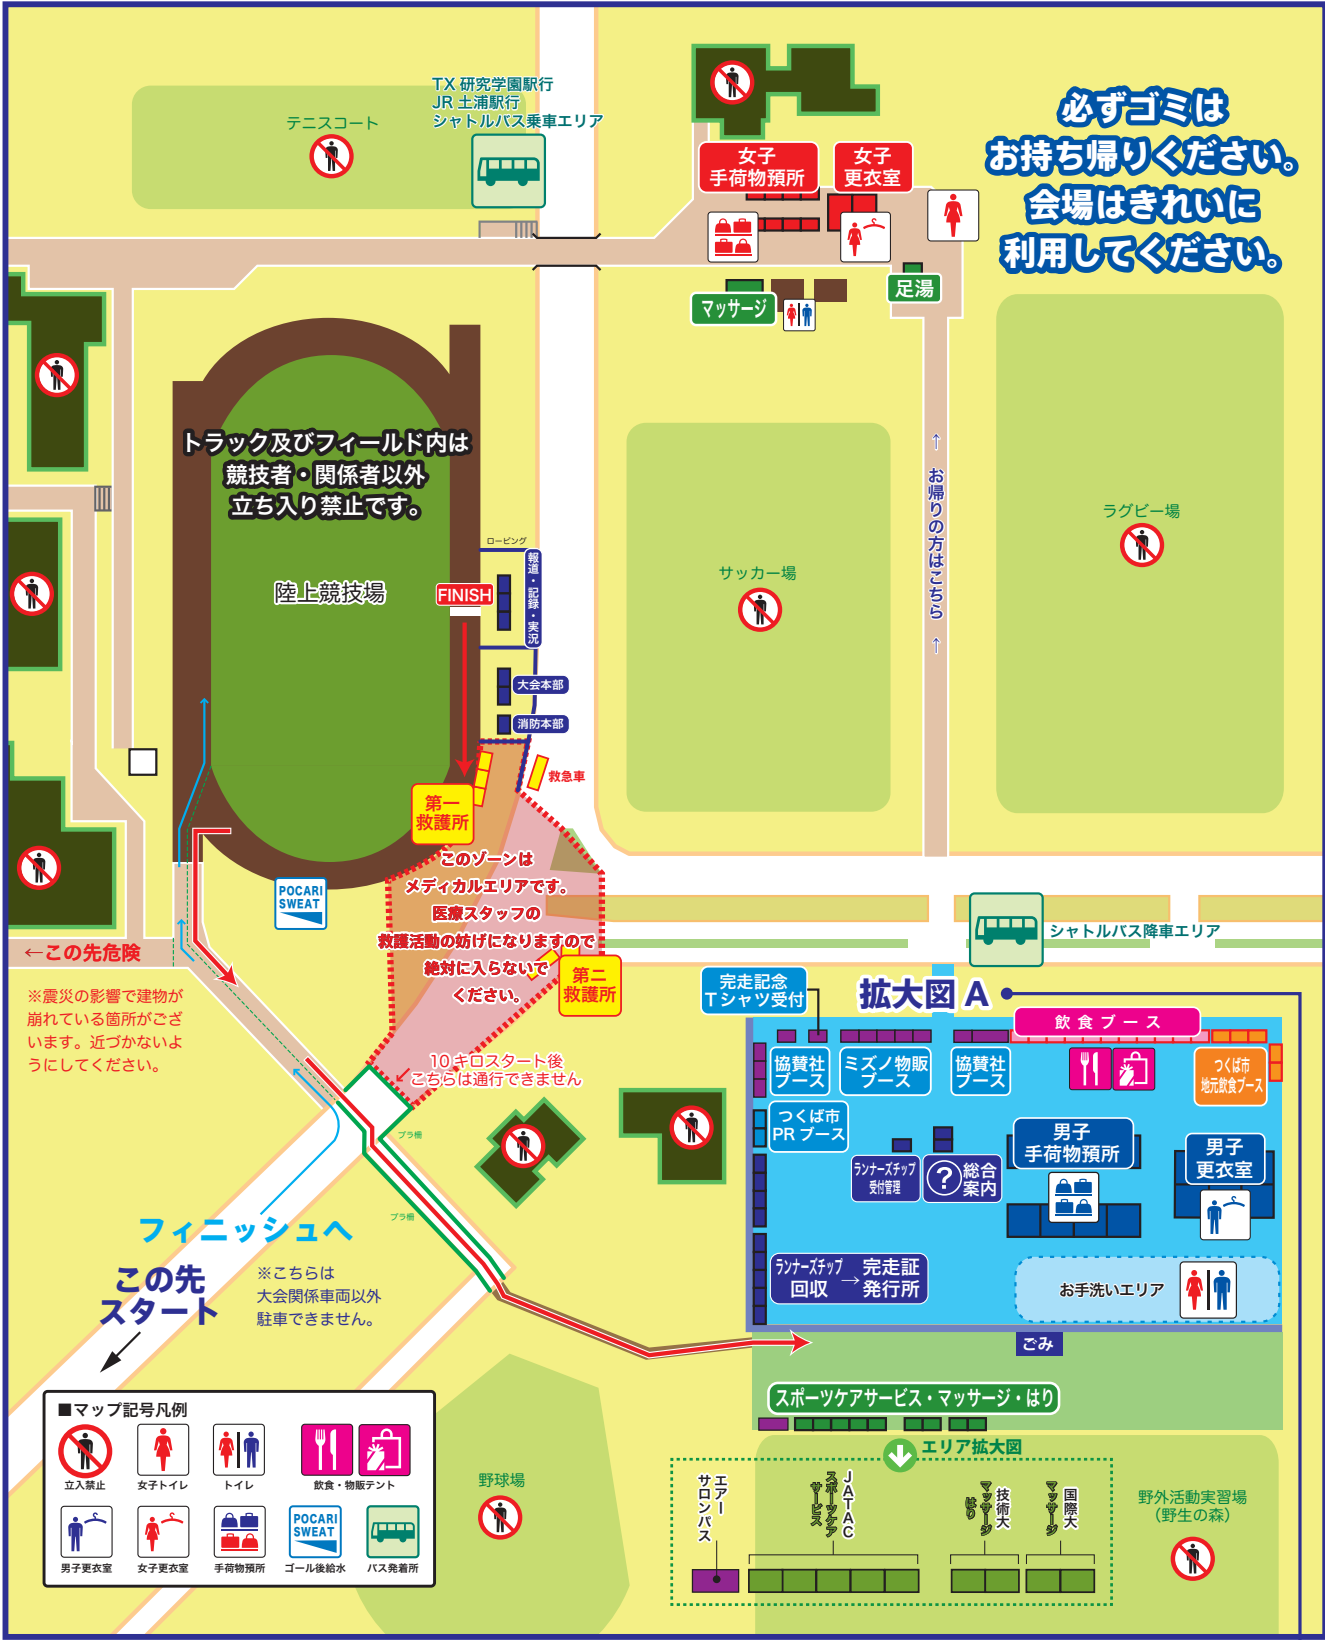 TX 研究学園駅行
JR 土浦駅行
シャトルバス乗車エリア
テニスコート
女子
手荷物預所
女子
更衣室
必ずゴミは
お持ち帰りください。
会場はきれいに
利用してください。
マッサージ
足湯
トラック及びフィールド内は
競技者・関係者以外
立ち入り禁止です。
陸上競技場
ロービング
報道・記録・実況
FINISH
大会本部
消防本部
救急車
サッカー場
↑ お帰りの方はこちら ↑
ラグビー場
第一
救護所
このゾーンは
メディカルエリアです。
医療スタッフの
救護活動の妨げになりますので
絶対に入らないで
ください。
第二
救護所
POCARI
SWEAT
←この先危険
※震災の影響で建物が
崩れている箇所がござ
います。近づかないよ
うにしてください。
10 キロスタート後
こちらは通行できません
プラ柵
プラ柵
シャトルバス降車エリア
完走記念
Tシャツ受付
拡大図 A
飲食ブース
協賛社
ブース
ミズノ物販
ブース
協賛社
ブース
つくば市
地元飲食ブース
つくば市
PR ブース
ランナーズチップ
受付管理
?
総合
案内
男子
手荷物預所
男子
更衣室
ランナーズチップ
回収
→
完走証
発行所
お手洗いエリア
ごみ
フィニッシュへ
この先
スタート
※こちらは
大会関係車両以外
駐車できません。
スポーツケアサービス・マッサージ・はり
エリア拡大図
エアー
サロンパス
JATAC
スポーツケア
サービス
技術大
マッサージ
はり
国際大
マッサージ
野球場
野外活動実習場
(野生の森)
■マップ記号凡例
立入禁止
女子トイレ
トイレ
飲食・物販テント
男子更衣室
女子更衣室
手荷物預所
POCARI
SWEAT
ゴール後給水
バス発着所